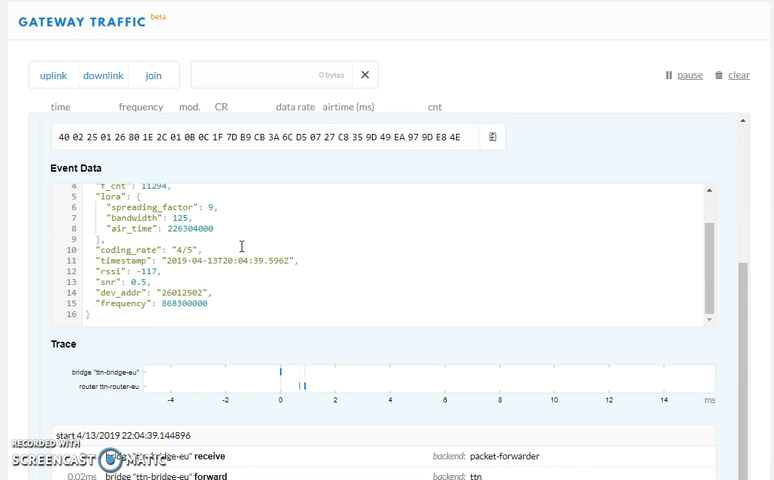 GATEWAY TRAFFIC beta
uplink downlink join 0 bytes × pause clear
time frequency mod. CR data rate airtime (ms) cnt
40 02 25 01 26 80 1E 2C 01 0B 0C 1F 7D B9 CB 3A 6C D5 07 27 C8 35 9D 49 EA 97 9D E8 4E
Event Data
4 "f_cnt": 11294,
5 "lora": {
6 "spreading_factor": 9,
7 "bandwidth": 125,
8 "air_time": 226304000
9 },
10 "coding_rate": "4/5",
11 "timestamp": "2019-04-13T20:04:39.596Z",
12 "rssi": -117,
13 "snr": 0.5,
14 "dev_addr": "26012502",
15 "frequency": 868300000
16 }
Trace
bridge "ttn-bridge-eu"
router ttn-router-eu
-4 -2 0 2 4 6 8 10 12 14 ms
start 4/13/2019 22:04:39.144896
bridge "ttn-bridge-eu" receive backend: packet-forwarder
0.02ms bridge "ttn-bridge-eu" forward backend: ttn
RECORDED WITH
SCREENCAST MATIC